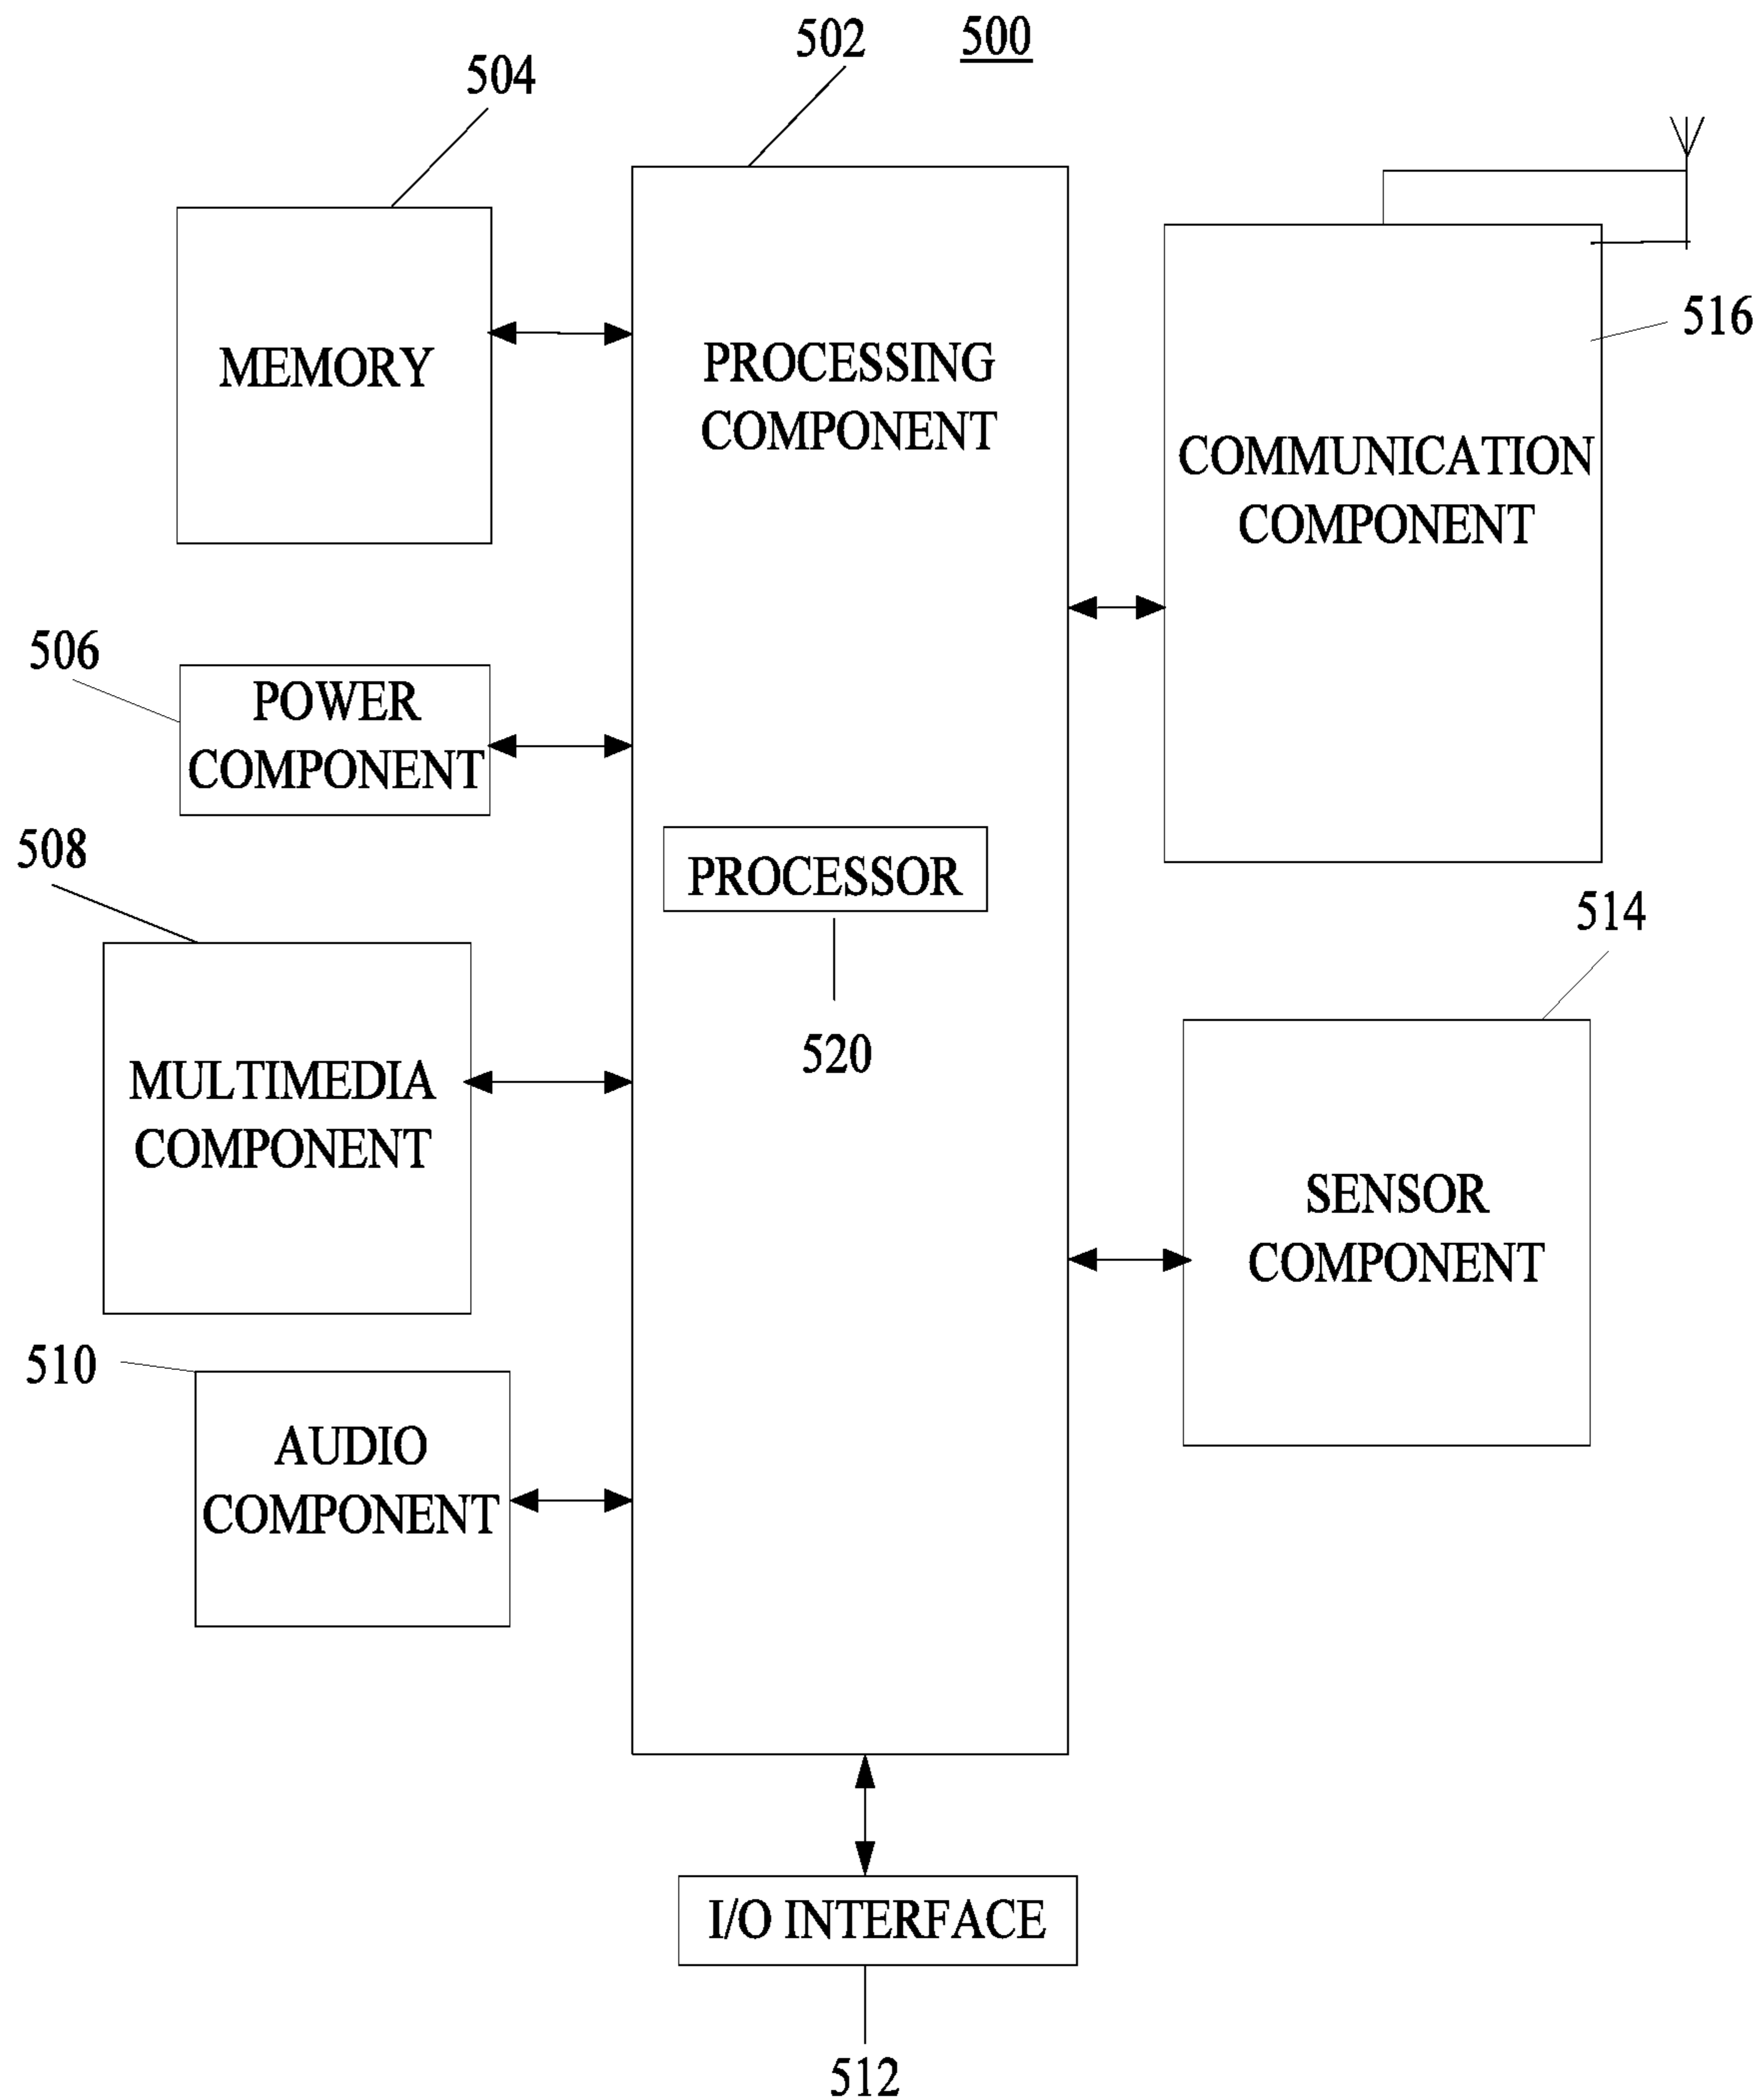 502
500
504
MEMORY
PROCESSING
COMPONENT
516
COMMUNICATION
COMPONENT
506
POWER
COMPONENT
508
PROCESSOR
520
514
MULTIMEDIA
COMPONENT
SENSOR
COMPONENT
510
AUDIO
COMPONENT
I/O INTERFACE
512